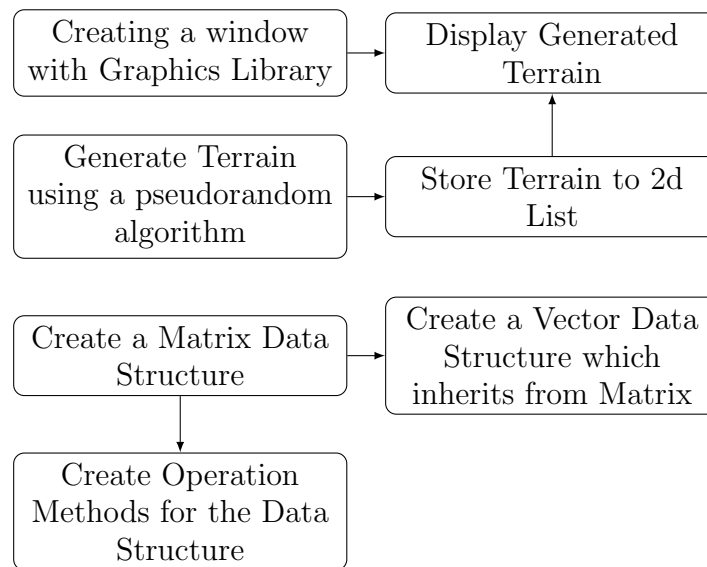 Creating a window
with Graphics Library
Display Generated
Terrain
Generate Terrain
using a pseudorandom
algorithm
Store Terrain to 2d
List
Create a Matrix Data
Structure
Create a Vector Data
Structure which
inherits from Matrix
Create Operation
Methods for the Data
Structure